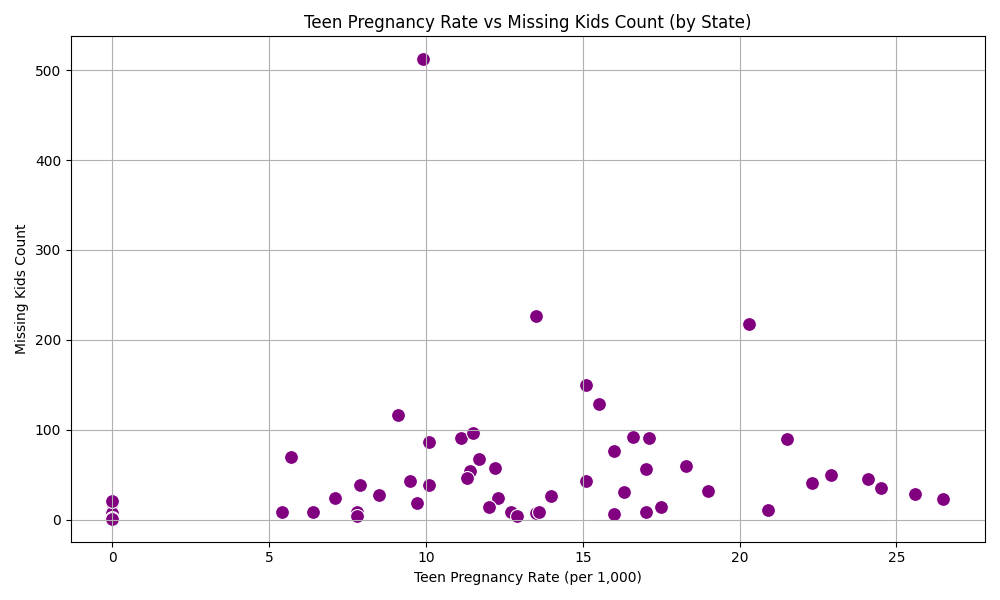 Teen Pregnancy Rate vs Missing Kids Count (by State)
500
400
300
200
100
0
Missing Kids Count
0 5 10 15 20 25
Teen Pregnancy Rate (per 1,000)